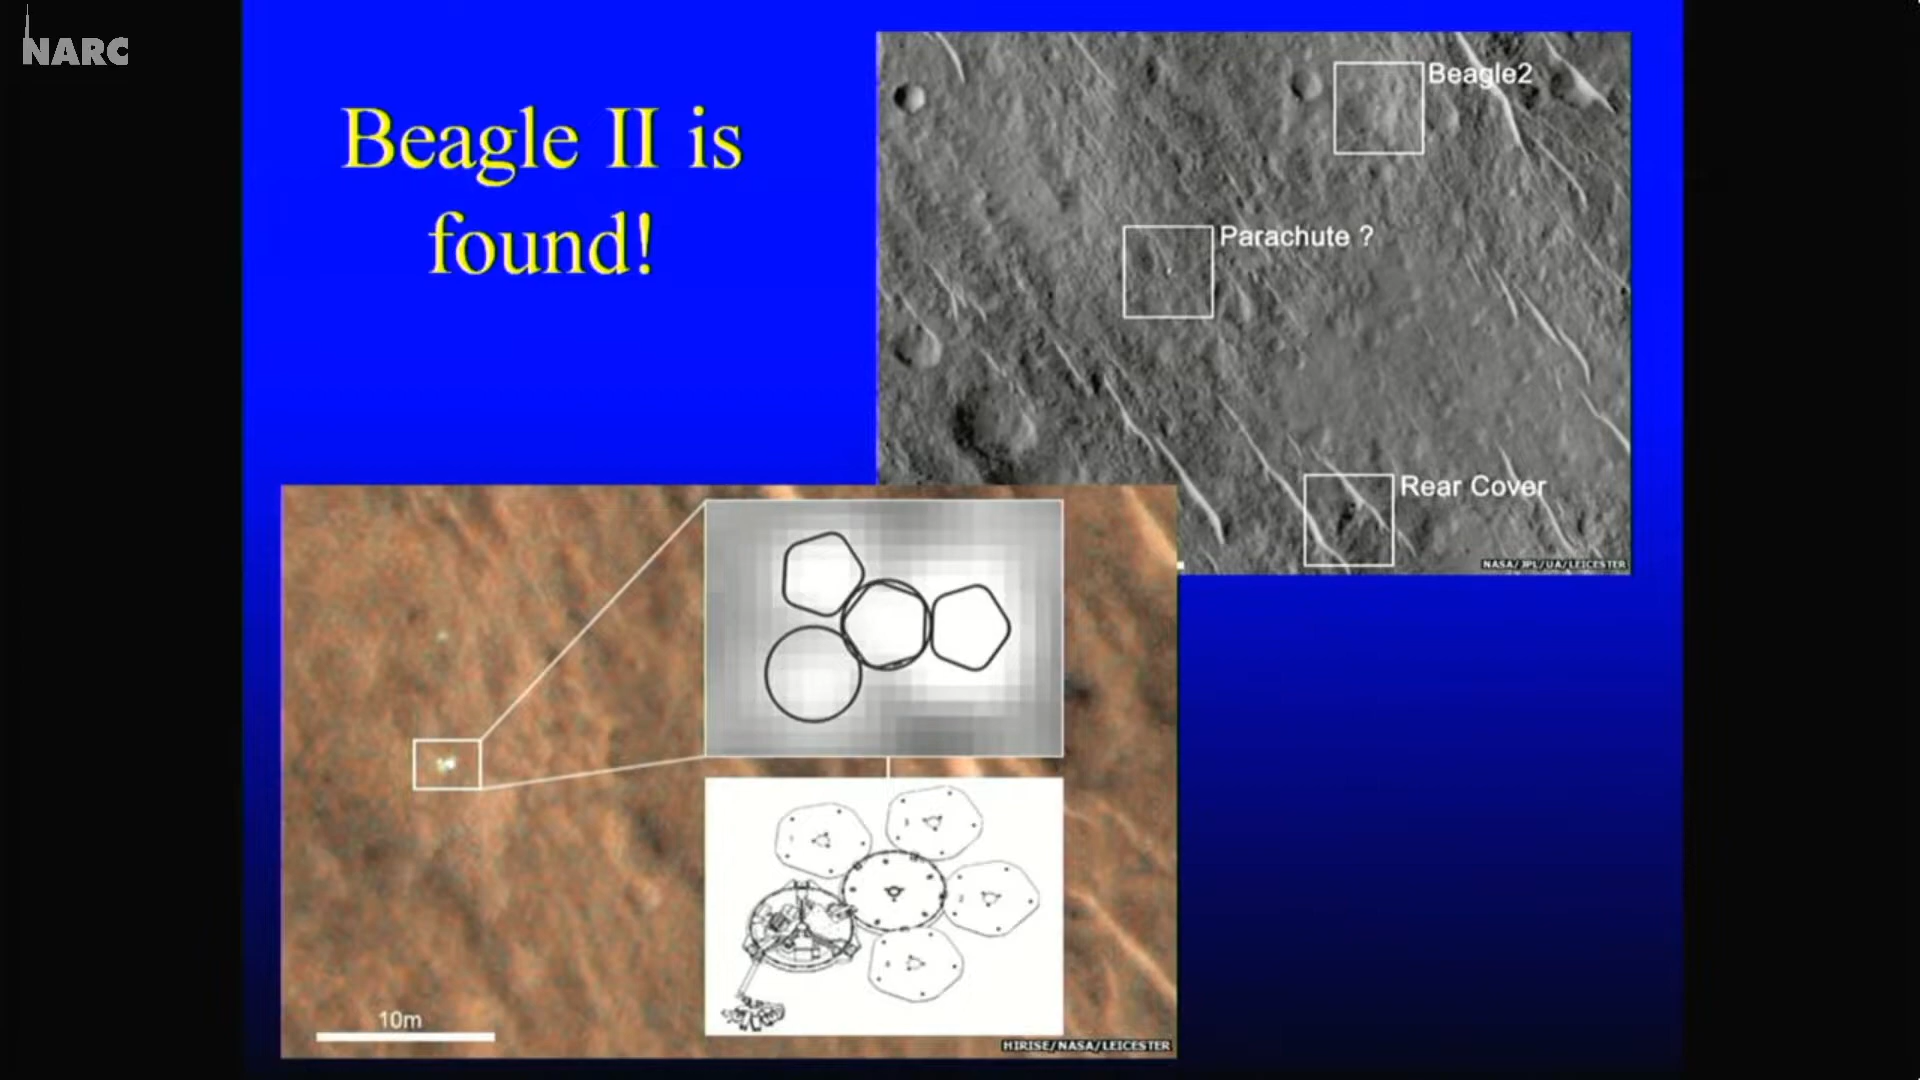 NARC
Beagle II is
found!
Beagle2
Parachute ?
Rear Cover
NASA/JPL/UA/LEICESTER
10m
HIRISE/NASA/LEICESTER